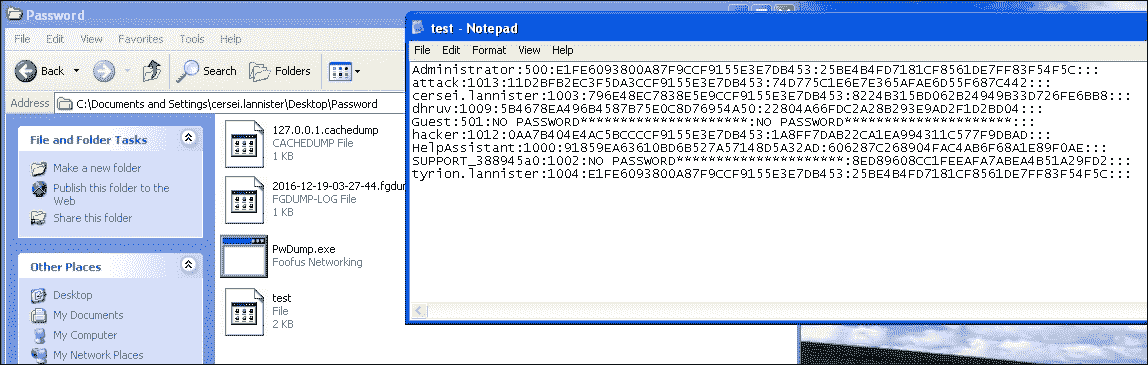 Password
File Edit View Favorites Tools Help
Back Search Folders
Address C:\Documents and Settings\cersei.lannister\Desktop\Password
File and Folder Tasks
Make a new folder
Publish this folder to the Web
Share this folder
Other Places
Desktop
My Documents
My Computer
My Network Places
127.0.0.1.cachedump
CACHEDUMP File
1 KB
2016-12-19-03-27-44.fgdum
FGDUMP-LOG File
1 KB
PwDump.exe
Foofus Networking
test
File
2 KB
test - Notepad
File Edit Format View Help
Administrator:500:E1FE6093800A87F9CCF9155E3E7DB453:25BE4B4FD7181CF8561DE7FF83F54F5C:::
attack:1013:11D2BFB2EC3F5DA3CCF9155E3E7DB453:74D775C1E6E7E365AFAE6D55F687C442:::
cersei.lannister:1003:796E48EC7838E5E9CCF9155E3E7DB453:8224B315BD062B24949B33D726FE6BB8:::
dhruv:1009:5B4678EA496B4587B75E0C8D76954A50:22804A66FDC2A28B293E9AD2F1D2BD04:::
Guest:501:NO PASSWORD*********************:NO PASSWORD*********************:::
hacker:1012:0AA7B404E4AC5BCCCCF9155E3E7DB453:1A8FF7DAB22CA1EA994311C577F9DBAD:::
HelpAssistant:1000:91859EA63610BD6B527A57148D5A32AD:606287C268904FAC4AB6F68A1E89F0AE:::
SUPPORT_388945a0:1002:NO PASSWORD*********************:8ED89608CC1FEEAFA7ABEA4B51A29FD2:::
tyrion.lannister:1004:E1FE6093800A87F9CCF9155E3E7DB453:25BE4B4FD7181CF8561DE7FF83F54F5C:::